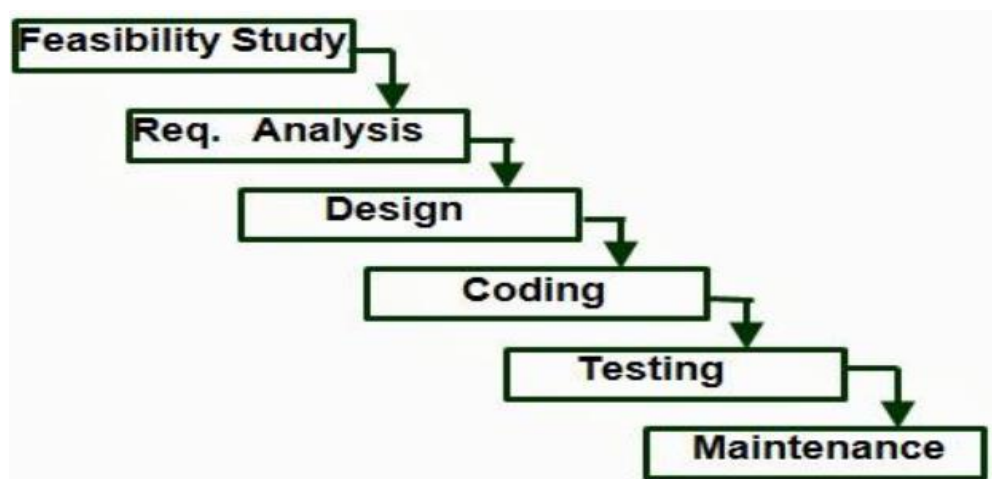 Feasibility Study
Req. Analysis
Design
Coding
Testing
Maintenance